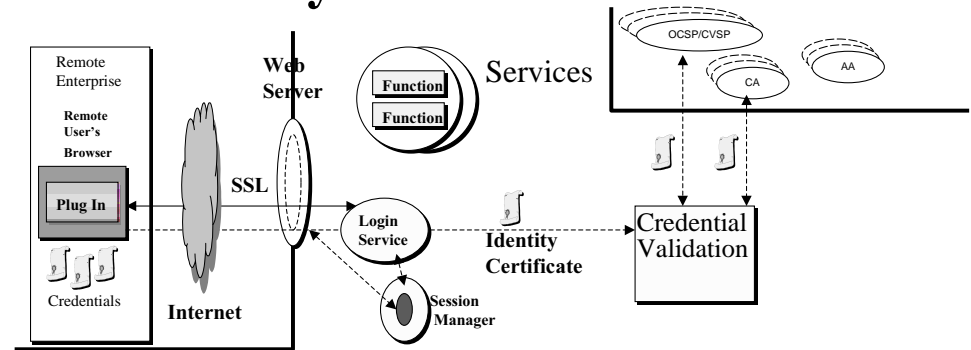 Remote
Enterprise
Remote
User's
Browser
Plug In
Credentials
Internet
SSL
Web
Server
Function
Function
Services
Login
Service
Session
Manager
Identity
Certificate
Credential
Validation
OCSP/CVSP
CA
AA